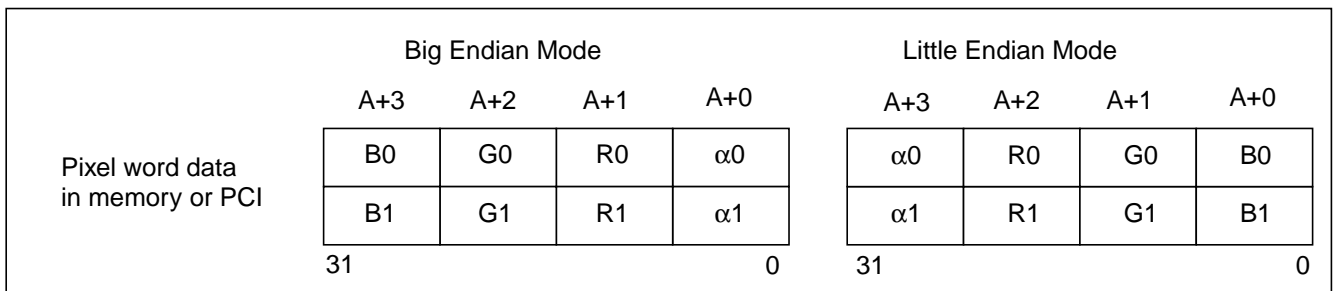 Big Endian Mode Little Endian Mode
A+3 A+2 A+1 A+0 A+3 A+2 A+1 A+0
Pixel word data
in memory or PCI
B0 G0 R0 α0 α0 R0 G0 B0
B1 G1 R1 α1 α1 R1 G1 B1
31 0 31 0